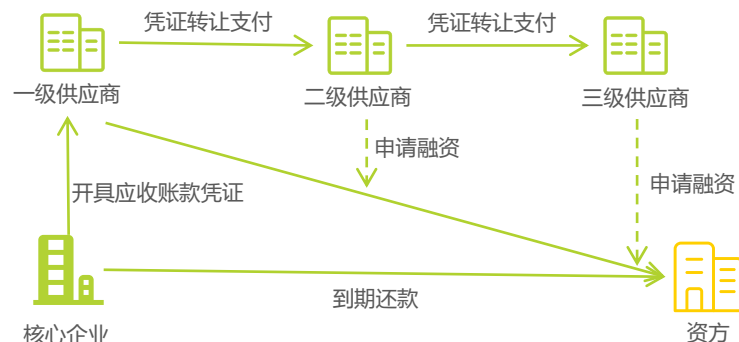 凭证转让支付
凭证转让支付
一级供应商
二级供应商
三级供应商
申请融资
申请融资
开具应收账款凭证
到期还款
核心企业
资方